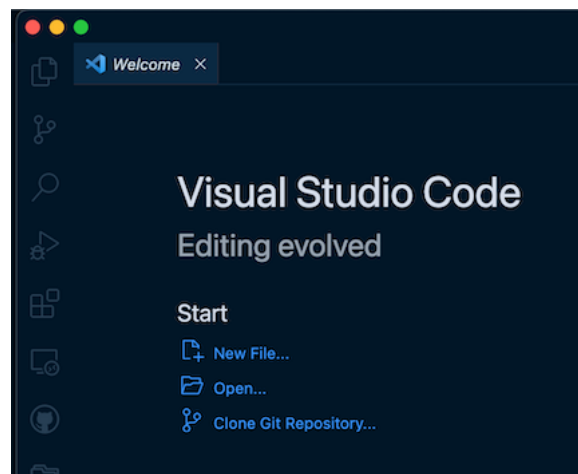 Welcome
Visual Studio Code
Editing evolved
Start
New File...
Open...
Clone Git Repository...